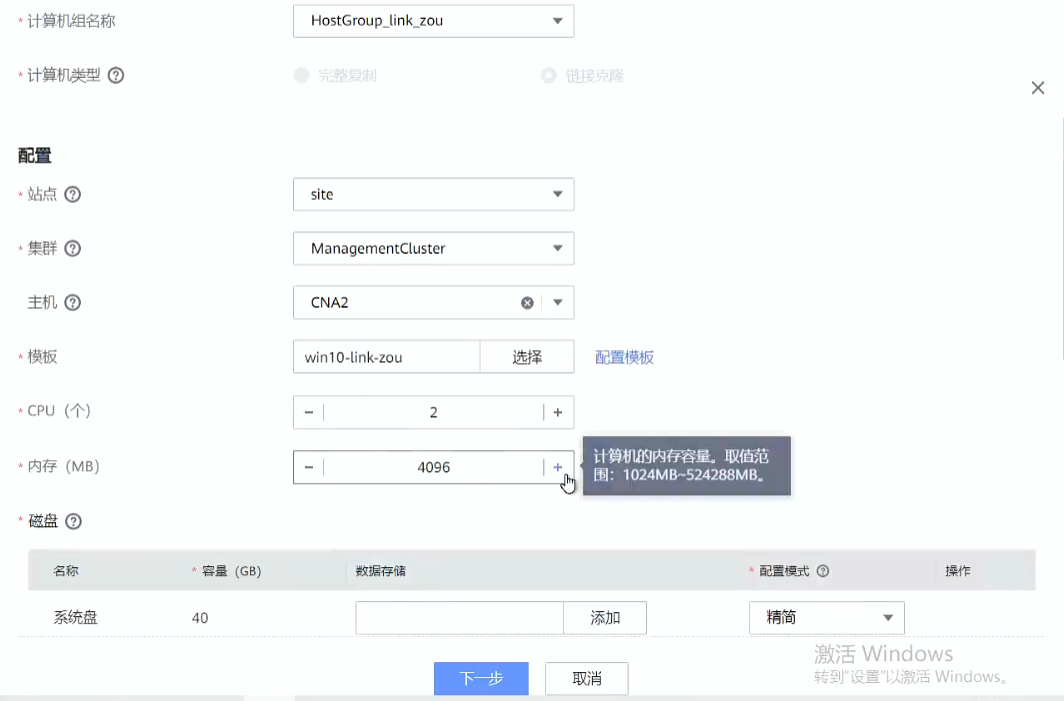 * 计算机组名称 HostGroup_link_zou
* 计算机类型 ? 完整复制 链接克隆
配置
* 站点 ? site
* 集群 ? ManagementCluster
主机 ? CNA2
* 模板 win10-link-zou 选择 配置模板
* CPU（个） − 2 +
* 内存（MB） − 4096 +
计算机的内存容量。取值范
围：1024MB~524288MB。
* 磁盘 ?
名称 * 容量（GB） 数据存储 * 配置模式 ? 操作
系统盘 40 添加 精简
激活 Windows
转到"设置"以激活 Windows。
下一步 取消